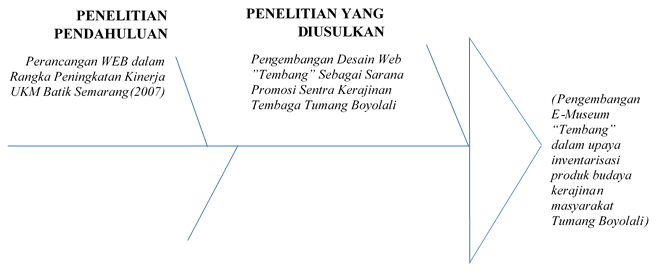 PENELITIAN
PENDAHULUAN
Perancangan WEB dalam
Rangka Peningkatan Kinerja
UKM Batik Semarang(2007)
PENELITIAN YANG
DIUSULKAN
Pengembangan Desain Web
”Tembang” Sebagai Sarana
Promosi Sentra Kerajinan
Tembaga Tumang Boyolali
(Pengembangan
E-Museum
“Tembang”
dalam upaya
inventarisasi
produk budaya
kerajinan
masyarakat
Tumang Boyolali)